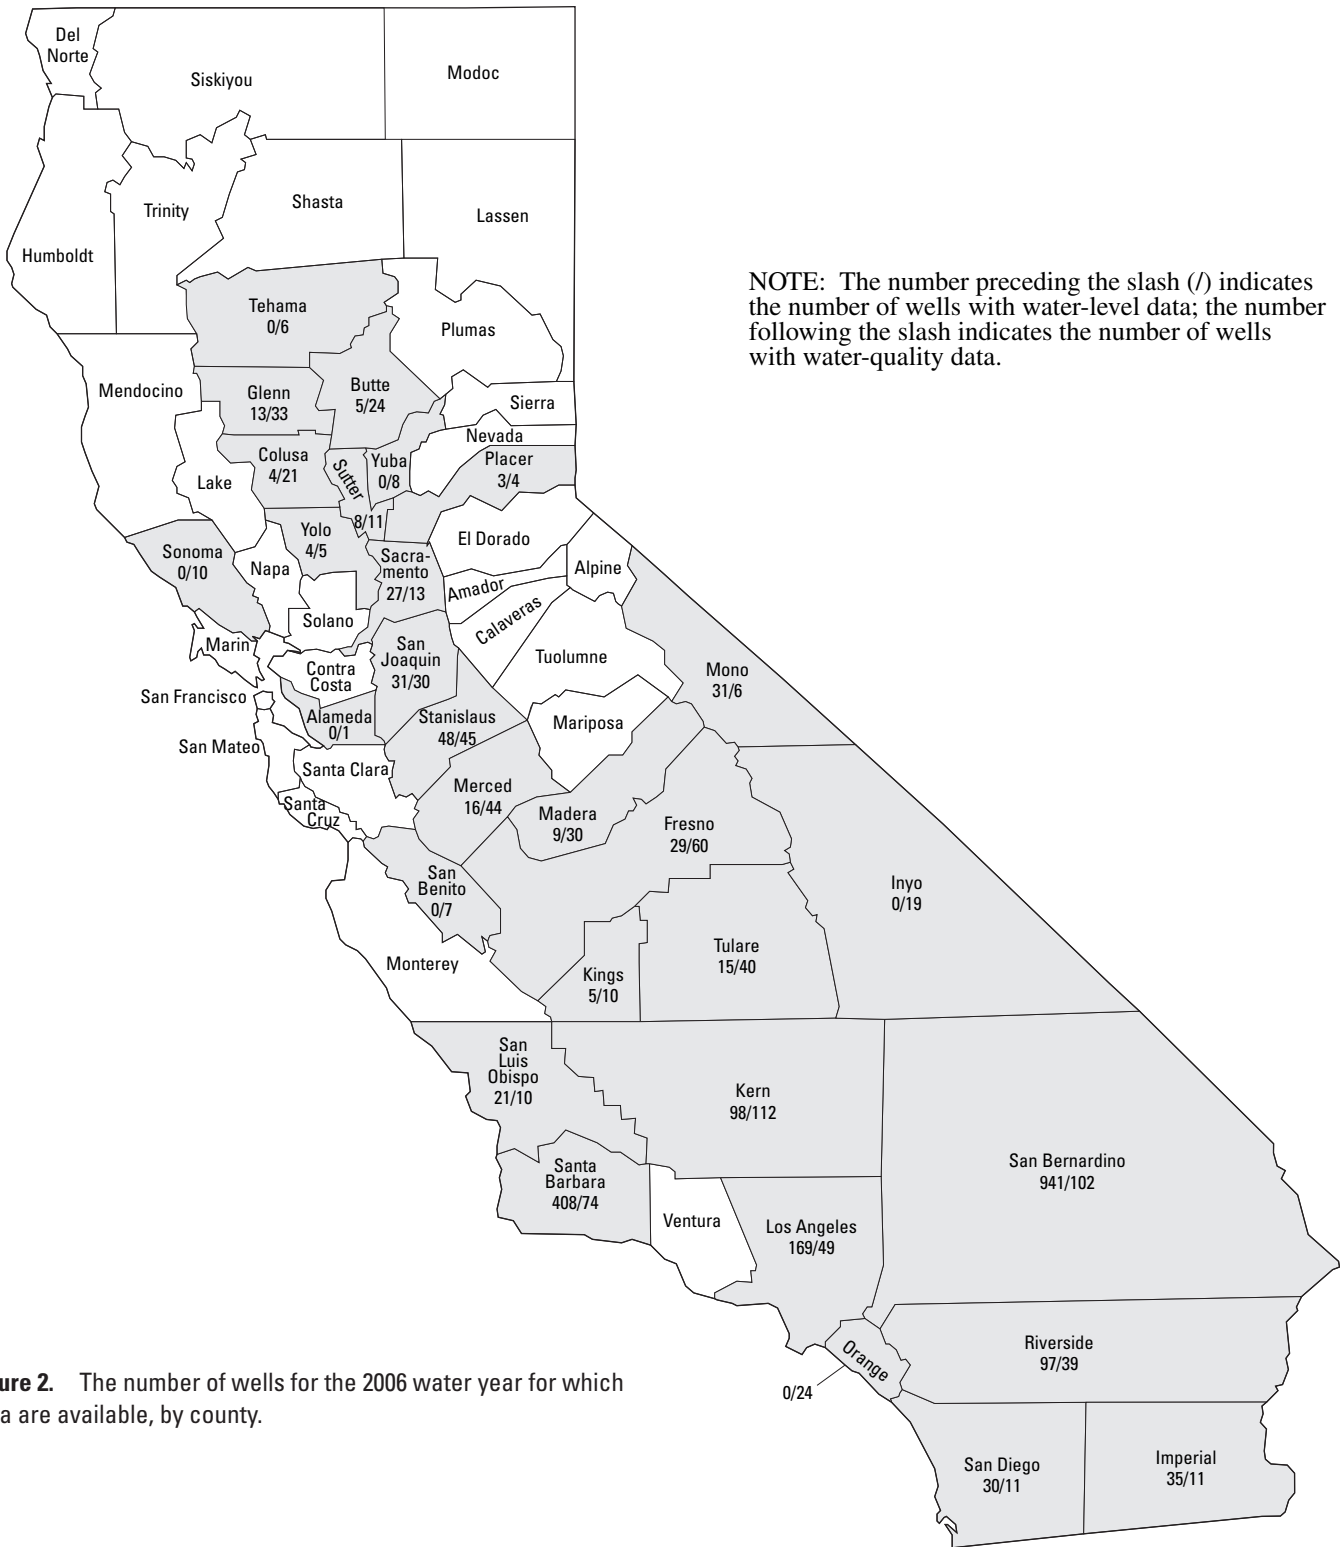 Del
Norte
Siskiyou
Modoc
Shasta
Trinity
Lassen
Humboldt
NOTE: The number preceding the slash (/) indicates
the number of wells with water-level data; the number
following the slash indicates the number of wells
with water-quality data.
Tehama
0/6
Plumas
Mendocino
Glenn
13/33
Butte
5/24
Sierra
Nevada
Colusa
4/21
Sutter
8/11
Yuba
0/8
Placer
3/4
Lake
Yolo
4/5
El Dorado
Sonoma
0/10
Napa
Sacra-
mento
27/13
Amador
Alpine
Calaveras
Solano
Marin
San
Joaquin
31/30
Tuolumne
Contra
Costa
Mono
31/6
San Francisco
Alameda
0/1
Stanislaus
48/45
Mariposa
San Mateo
Santa Clara
Merced
16/44
Santa
Cruz
Madera
9/30
Fresno
29/60
San
Benito
0/7
Inyo
0/19
Monterey
Kings
5/10
Tulare
15/40
San
Luis
Obispo
21/10
Kern
98/112
San Bernardino
941/102
Santa
Barbara
408/74
Ventura
Los Angeles
169/49
Orange
0/24
Riverside
97/39
ure 2. The number of wells for the 2006 water year for which
a are available, by county.
San Diego
30/11
Imperial
35/11